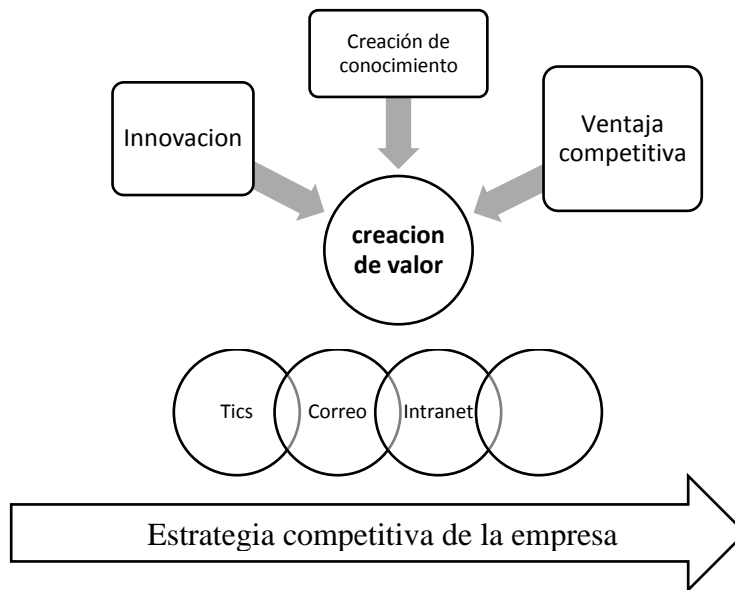 Creación de
conocimiento
Innovacion
Ventaja
competitiva
creacion
de valor
Tics
Correo
Intranet
Estrategia competitiva de la empresa